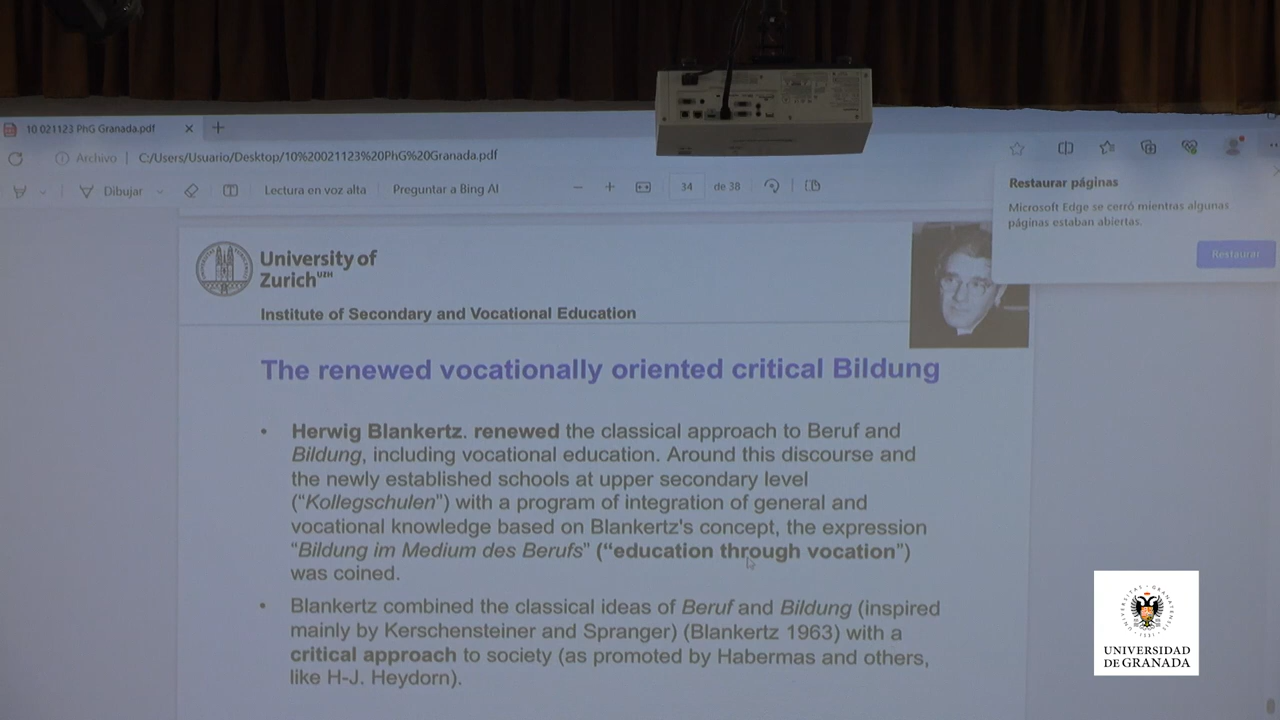 10 021123 PhG Granada.pdf
Archivo
C:/Users/Usuario/Desktop/10%20021123%20PhG%20Granada.pdf
Dibujar
Lectura en voz alta
Preguntar a Bing AI
34
de 38
Restaurar páginas
Microsoft Edge se cerró mientras algunas
páginas estaban abiertas.
Restaurar
University of
Zurich UZH
Institute of Secondary and Vocational Education
The renewed vocationally oriented critical Bildung
• Herwig Blankertz. renewed the classical approach to Beruf and
Bildung, including vocational education. Around this discourse and
the newly established schools at upper secondary level
(“Kollegschulen”) with a program of integration of general and
vocational knowledge based on Blankertz's concept, the expression
“Bildung im Medium des Berufs” (“education through vocation”)
was coined.
• Blankertz combined the classical ideas of Beruf and Bildung (inspired
mainly by Kerschensteiner and Spranger) (Blankertz 1963) with a
critical approach to society (as promoted by Habermas and others,
like H-J. Heydorn).
UNIVERSIDAD
DE GRANADA